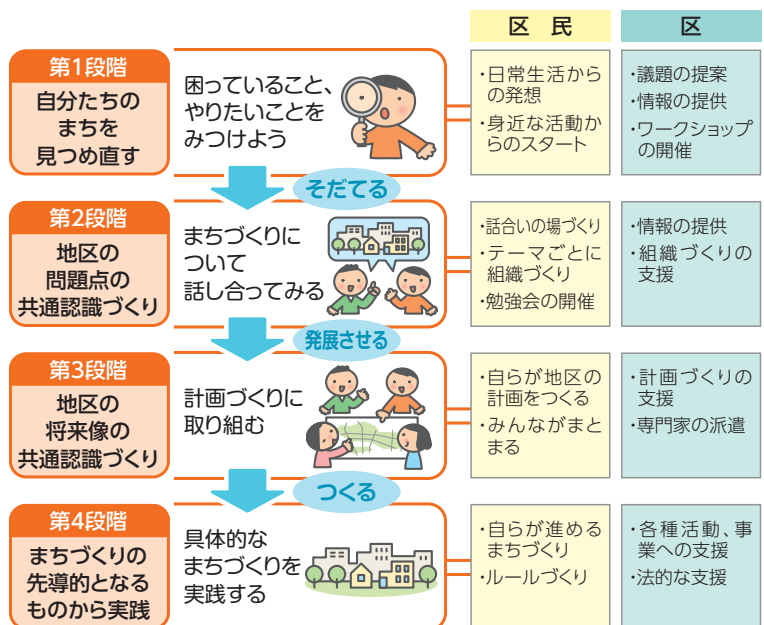 区民
区
第1段階
自分たちの
まちを
見つめ直す
困っていること、
やりたいことを
みつけよう
・日常生活から
の発想
・身近な活動か
らのスタート
・議題の提案
・情報の提供
・ワークショップ
の開催
そだてる
第2段階
地区の
問題点の
共通認識づくり
まちづくりに
ついて
話し合ってみる
・話合いの場づくり
・テーマごとに
組織づくり
・勉強会の開催
・情報の提供
・組織づくりの
支援
発展させる
第3段階
地区の
将来像の
共通認識づくり
計画づくりに
取り組む
・自らが地区の
計画をつくる
・みんながまと
まる
・計画づくりの
支援
・専門家の派遣
つくる
第4段階
まちづくりの
先導的となる
ものから実践
具体的な
まちづくりを
実践する
・自らが進める
まちづくり
・ルールづくり
・各種活動、事
業への支援
・法的な支援